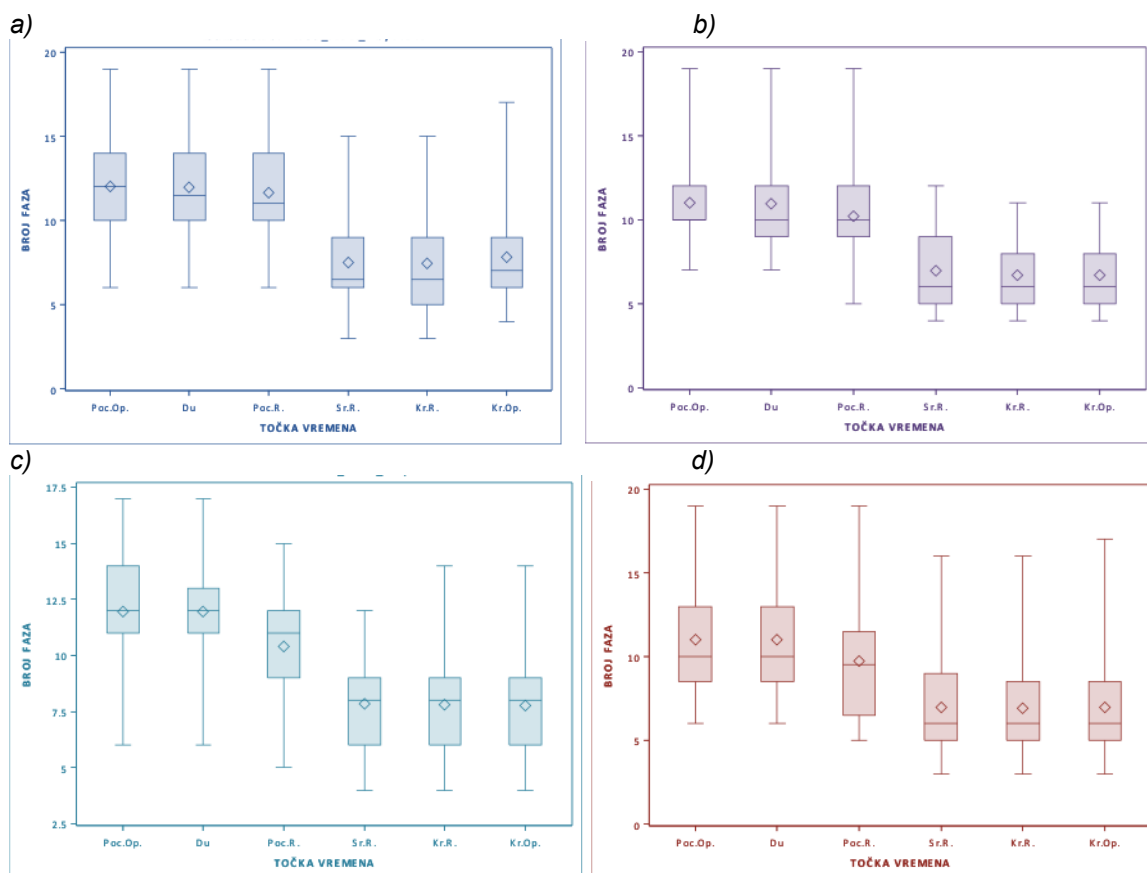 a)
20
15
10
5
0
BROJ FAZA
Poc.Op. Du Poc.R. Sr.R. Kr.R. Kr.Op.
TOČKA VREMENA
b)
20
15
10
5
0
BROJ FAZA
Poc.Op. Du Poc.R. Sr.R. Kr.R. Kr.Op.
TOČKA VREMENA
c)
17.5
15
12.5
10
7.5
5
2.5
BROJ FAZA
Poc.Op. Du Poc.R. Sr.R. Kr.R. Kr.Op.
TOČKA VREMENA
d)
20
15
10
5
0
BROJ FAZA
Poc.Op. Du Poc.R. Sr.R. Kr.R. Kr.Op.
TOČKA VREMENA